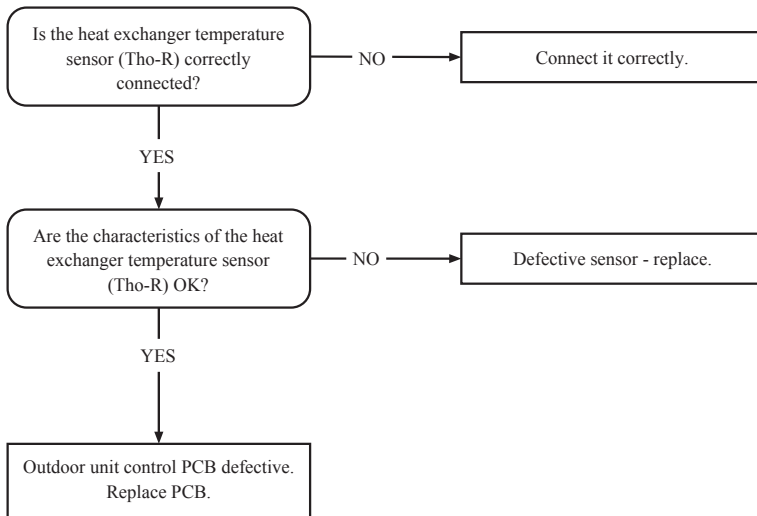 Is the heat exchanger temperature
sensor (Tho-R) correctly
connected?
NO
Connect it correctly.
YES
Are the characteristics of the heat
exchanger temperature sensor
(Tho-R) OK?
NO
Defective sensor - replace.
YES
Outdoor unit control PCB defective.
Replace PCB.